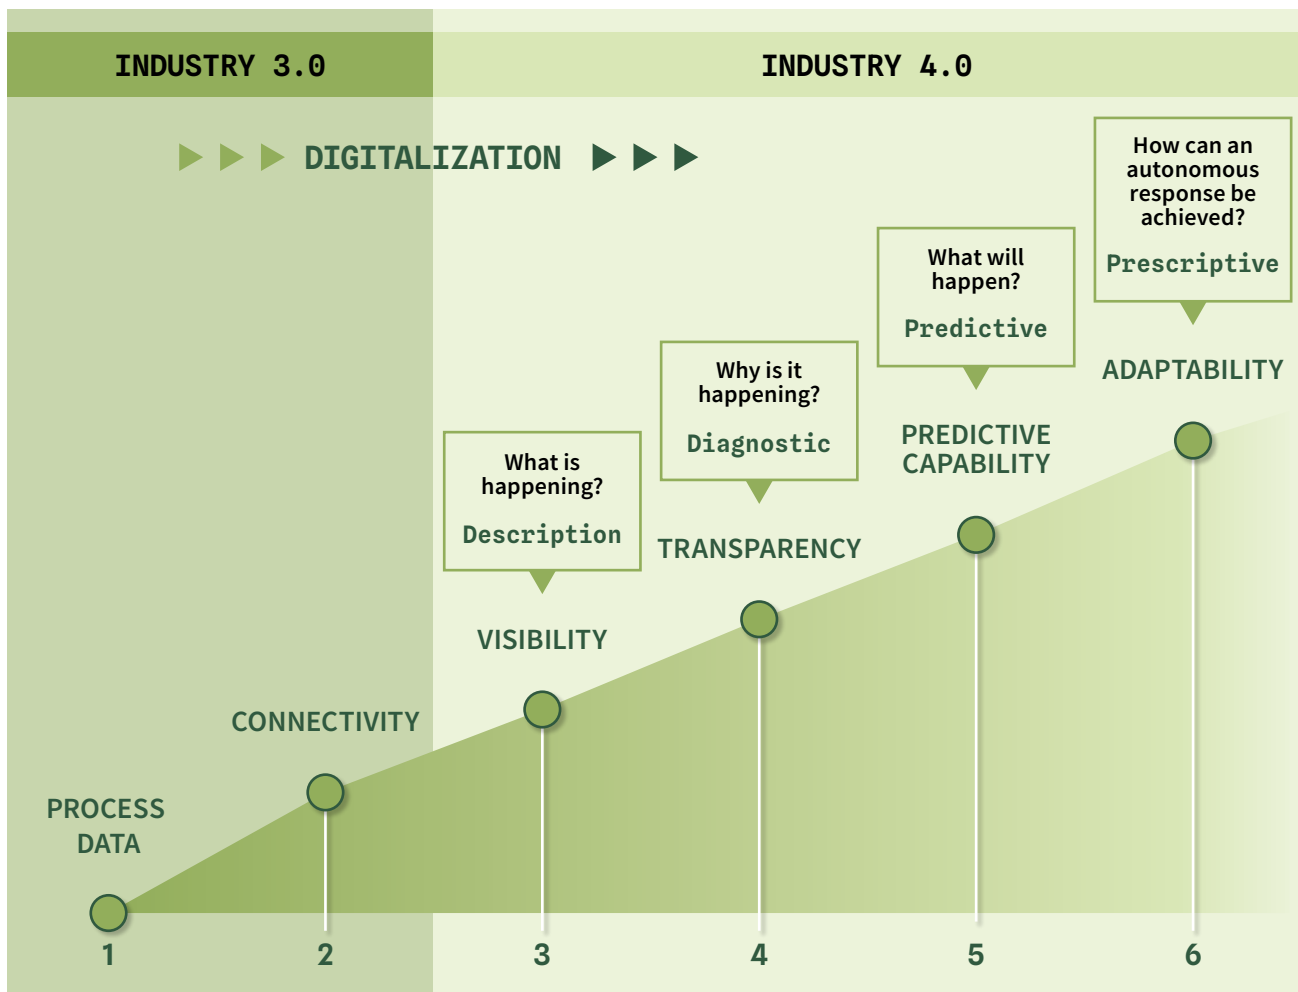 INDUSTRY 3.0
INDUSTRY 4.0
DIGITALIZATION
How can an
autonomous
response be
achieved?
Prescriptive
ADAPTABILITY
What will
happen?
Predictive
PREDICTIVE
CAPABILITY
Why is it
happening?
Diagnostic
TRANSPARENCY
What is
happening?
Description
VISIBILITY
CONNECTIVITY
PROCESS
DATA
1
2
3
4
5
6